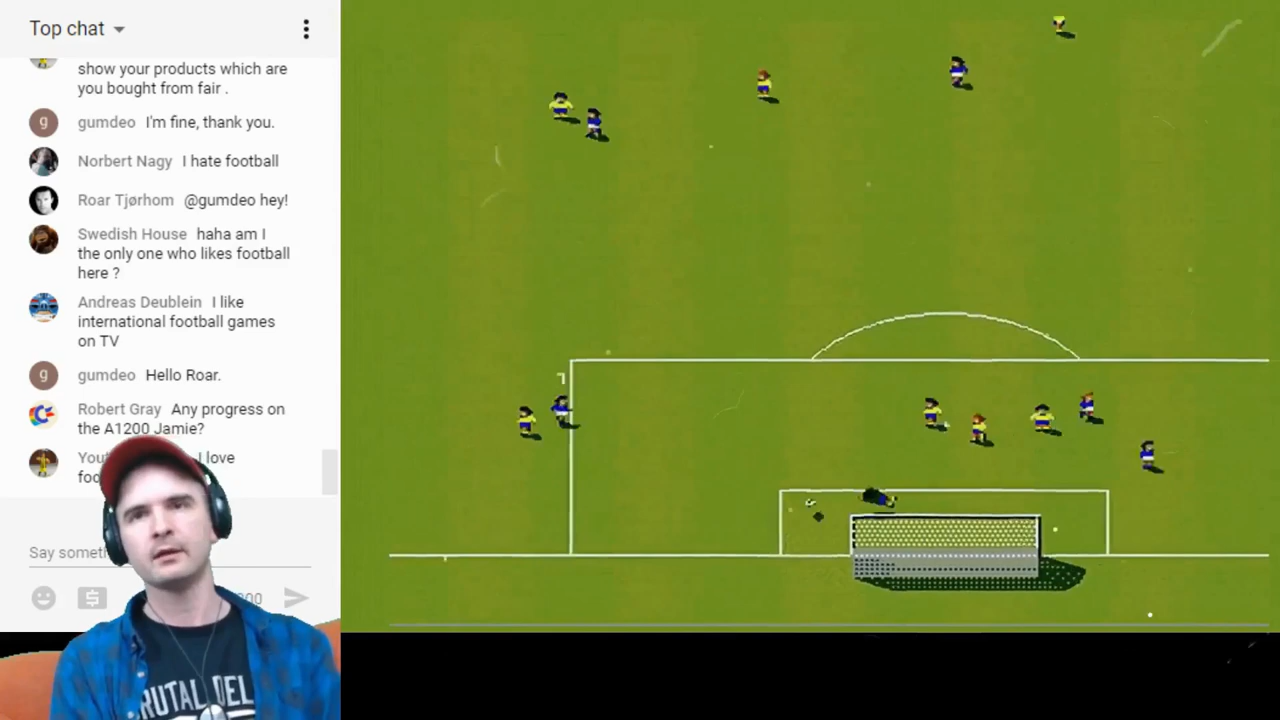 Top chat
show your products which are
you bought from fair .
g gumdeo I'm fine, thank you.
Norbert Nagy I hate football
Roar Tjørhom @gumdeo hey!
Swedish House haha am I
the only one who likes football
here ?
Andreas Deublein I like
international football games
on TV
g gumdeo Hello Roar.
Robert Gray Any progress on
the A1200 Jamie?
I love
Say
BRUTAL